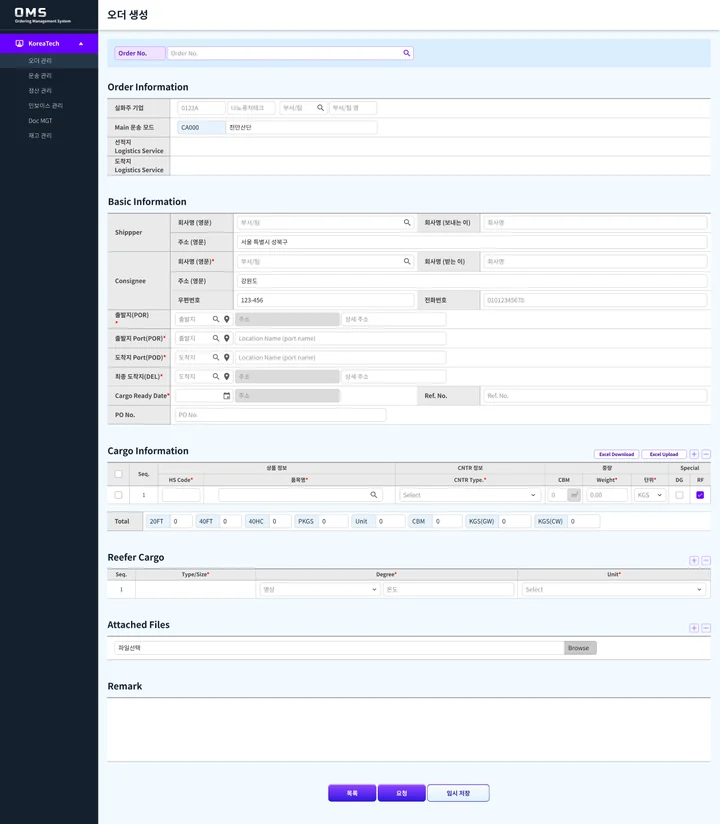 OMS
Ordering Management System
KoreaTech
오더 관리
운송 관리
정산 관리
인보이스 관리
Doc MGT
재고 관리
오더 생성
Order No. Order No.
Order Information
실화주 기업 0123A 나노퓨처테크 부서/팀 부서/팀 명
Main 운송 모드 CA000 천안산단
선적지
Logistics Service
도착지
Logistics Service
Basic Information
Shippper 회사명 (영문) 부서/팀 회사명 (보내는 이) 회사명
주소 (영문) 서울 특별시 성북구
Consignee 회사명 (영문)* 부서/팀 회사명 (받는 이) 회사명
주소 (영문) 강원도
우편번호 123-456 전화번호 01012345678
출발지(POR)
* 출발지 주소 상세 주소
출발지 Port(POR)* 출발지 Location Name (port name)
도착지 Port(POD)* 도착지 Location Name (port name)
최종 도착지(DEL)* 도착지 주소 상세 주소
Cargo Ready Date* 주소 Ref. No. Ref. No.
PO No. PO No.
Cargo Information Excel Download Excel Upload
Seq. 상품 정보 CNTR 정보 중량 Special
HS Code* 품목명* CNTR Type.* CBM Weight* 단위* DG RF
1 Select 0 m² 0.00 KGS
Total 20FT 0 40FT 0 40HC 0 PKGS 0 Unit 0 CBM 0 KGS(GW) 0 KGS(CW) 0
Reefer Cargo
Seq. Type/Size* Degree* Unit*
1 영상 온도 Select
Attached Files
파일선택 Browse
Remark
목록 요청 임시 저장